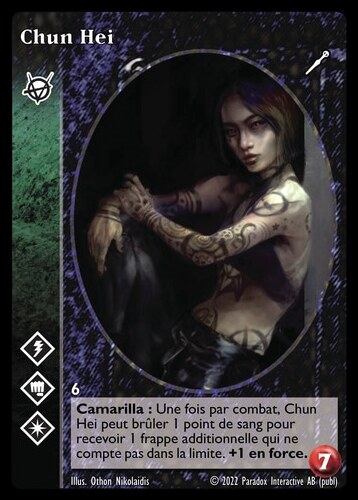 Chun Hei
6
Camarilla : Une fois par combat, Chun
Hei peut brûler 1 point de sang pour
recevoir 1 frappe additionnelle qui ne
compte pas dans la limite. +1 en force.
7
Illus. Othon Nikolaidis © 2022 Paradox Interactive AB (publ)